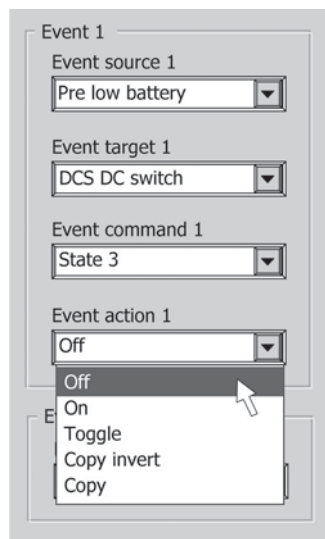 Event 1
Event source 1
Pre low battery
Event target 1
DCS DC switch
Event command 1
State 3
Event action 1
Off
Off
On
Toggle
Copy invert
Copy